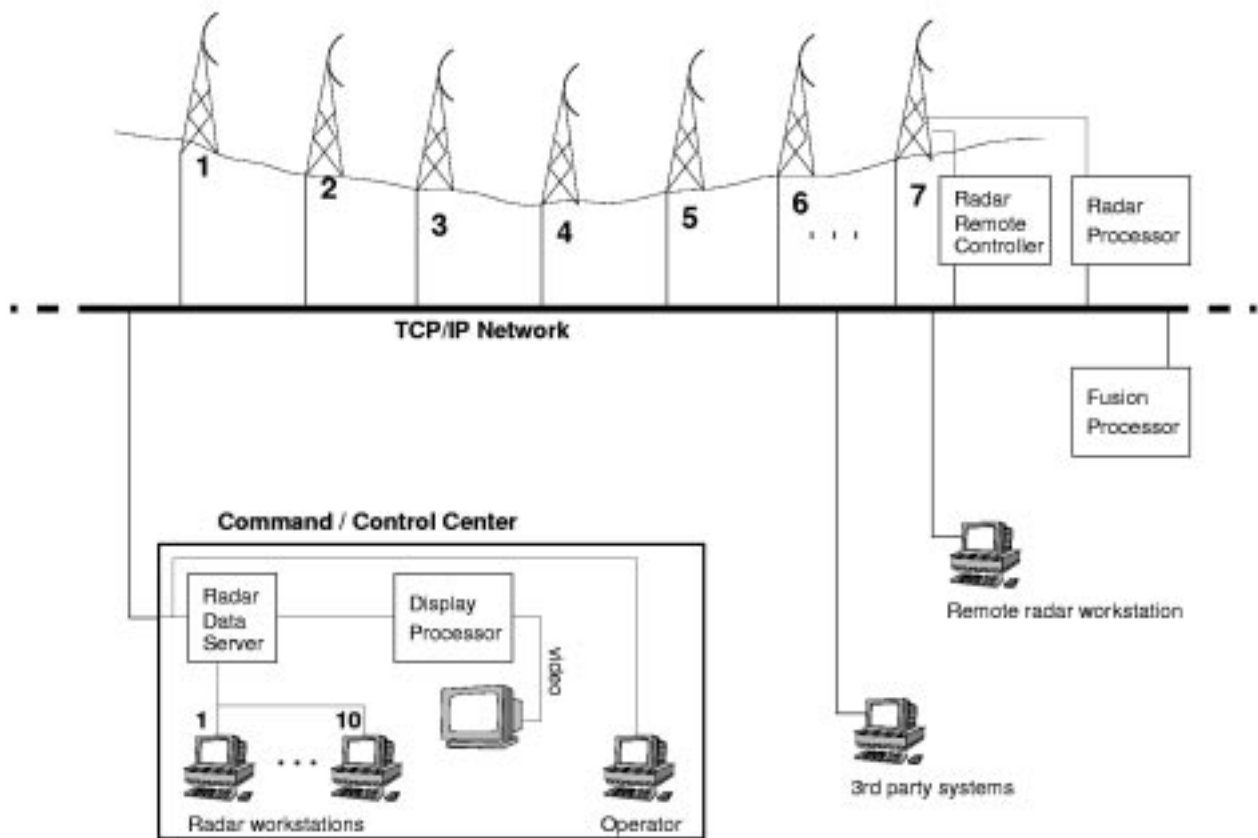 1
2
3
4
5
6
7
Radar
Remote
Controller
Radar
Processor
. . .
TCP/IP Network
Fusion
Processor
Command / Control Center
Radar
Data
Server
Display
Processor
video
Remote radar workstation
1
10
. . .
Radar workstations
Operator
3rd party systems